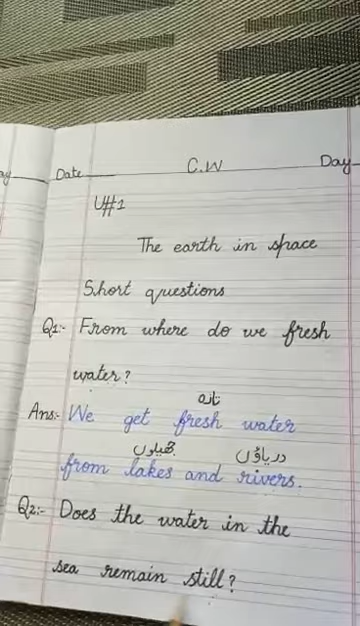 ay
Date C.W Day
U#1
The earth in space
Short questions
Q1:- From where do we fresh
water?
تازہ
Ans:- We get fresh water
جھیلوں دریاؤں
from lakes and rivers.
Q2:- Does the water in the
sea remain still?